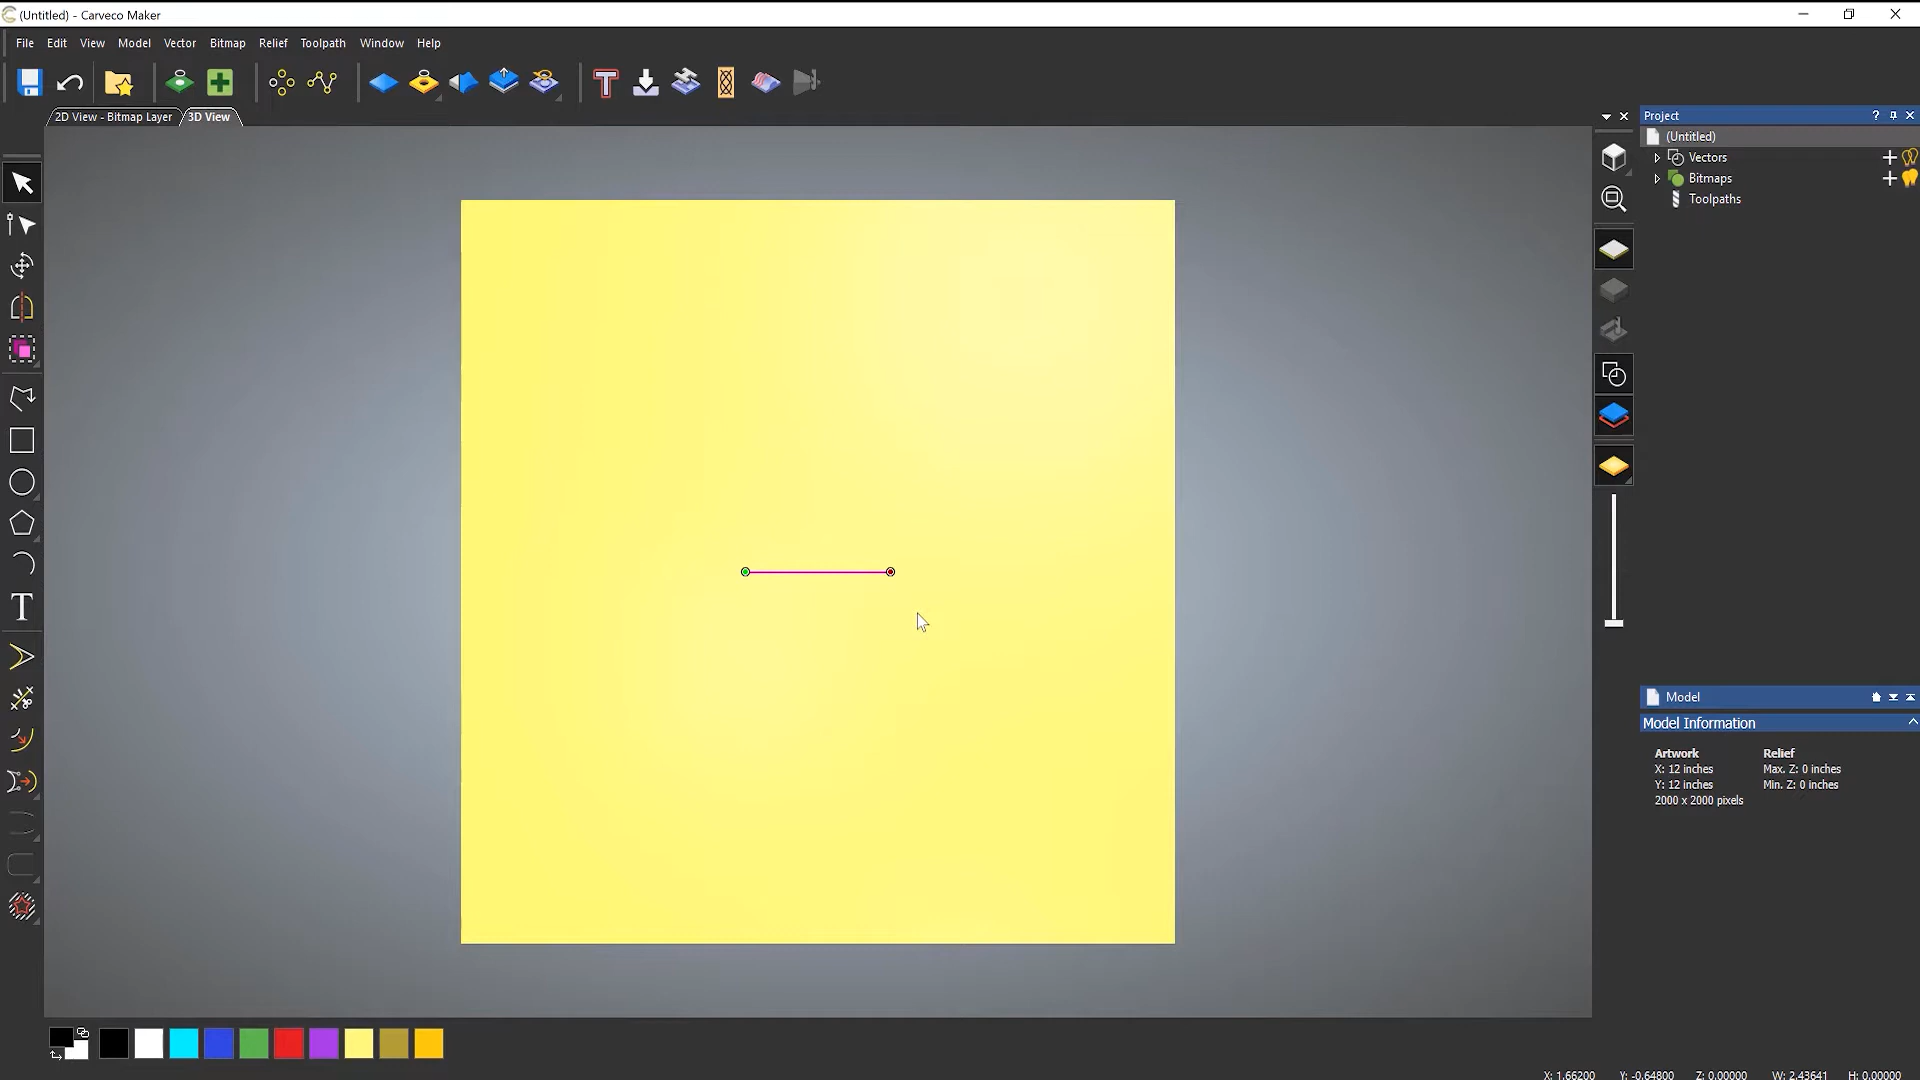 (Untitled) - Carveco Maker
File Edit View Model Vector Bitmap Relief Toolpath Window Help
2D View - Bitmap Layer 3D View
Project ?
(Untitled)
Vectors
Bitmaps
Toolpaths
T
Model
Model Information
Artwork Relief
X: 12 inches Max. Z: 0 inches
Y: 12 inches Min. Z: 0 inches
2000 x 2000 pixels
X: 1.66200 Y: -0.64800 Z: 0.00000 W: 2.43641 H: 0.00000